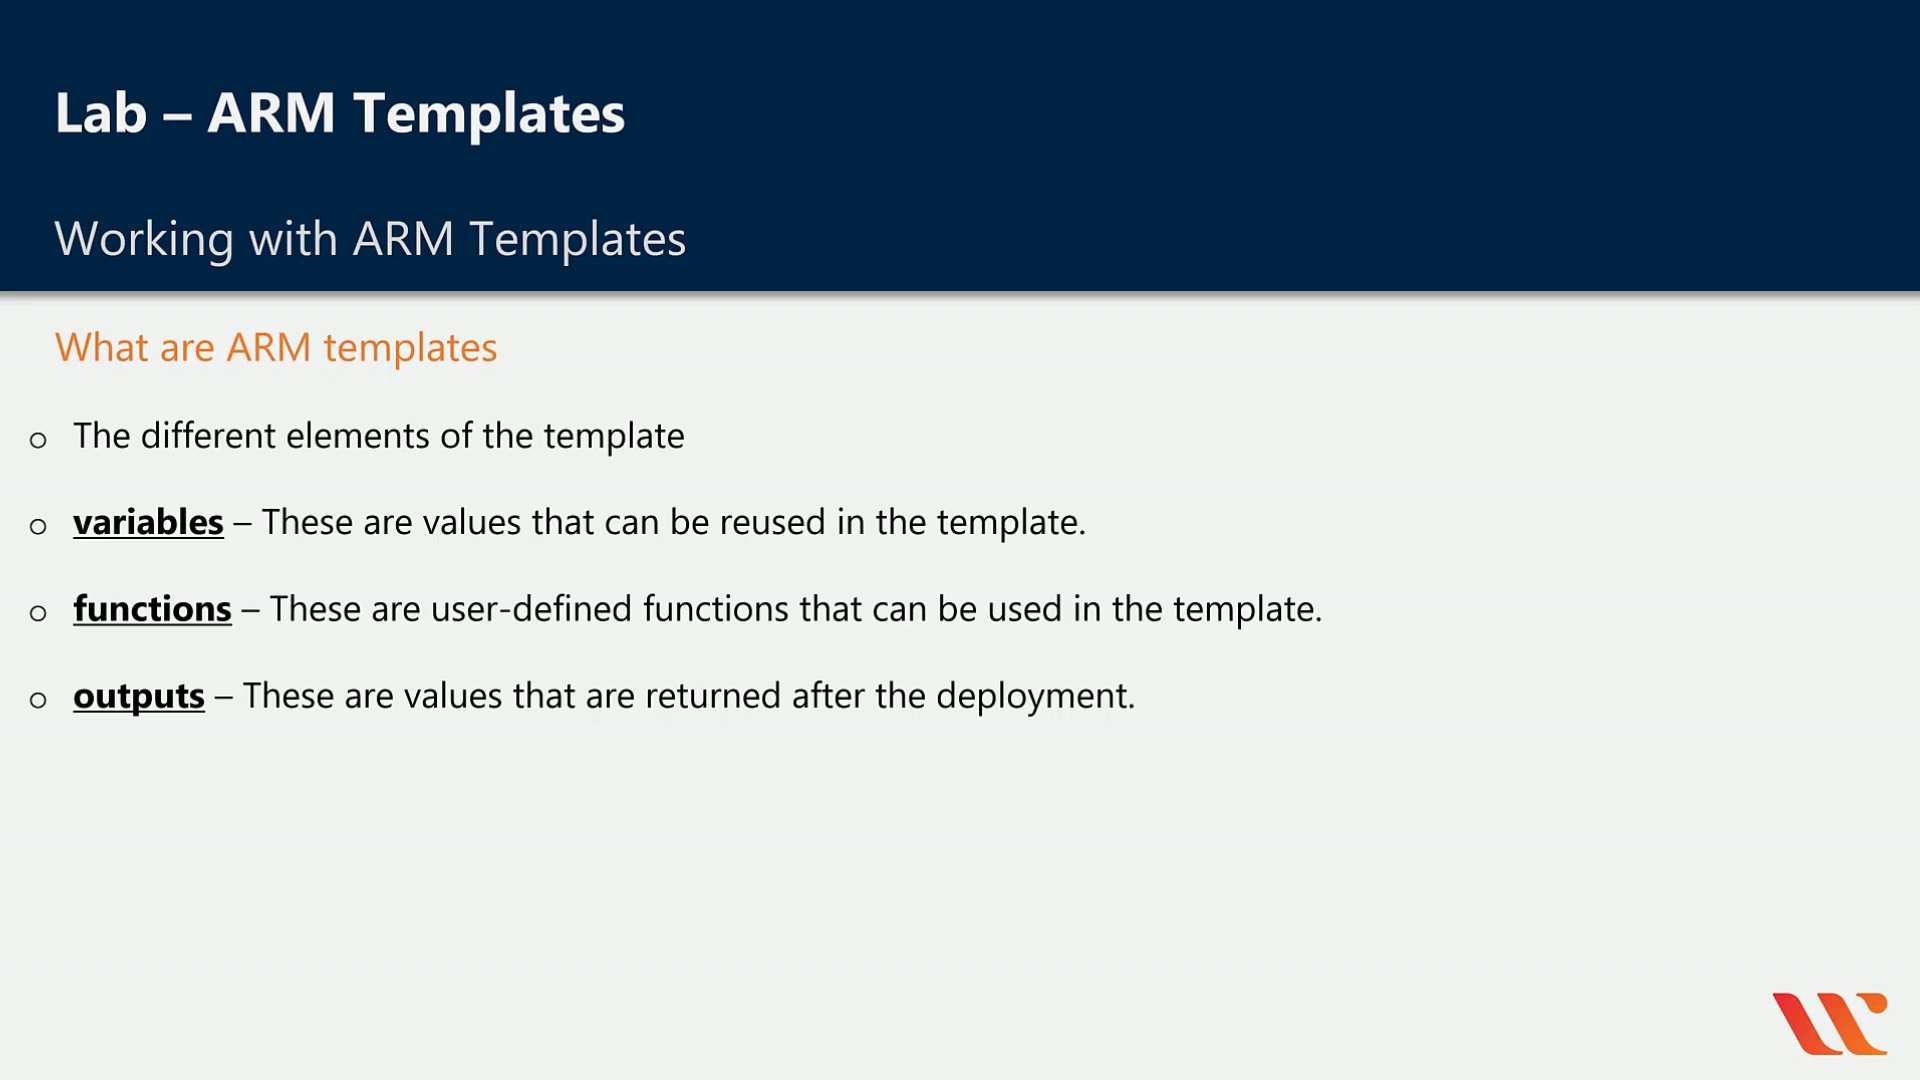 Lab – ARM Templates
Working with ARM Templates
What are ARM templates
The different elements of the template
variables – These are values that can be reused in the template.
functions – These are user-defined functions that can be used in the template.
outputs – These are values that are returned after the deployment.